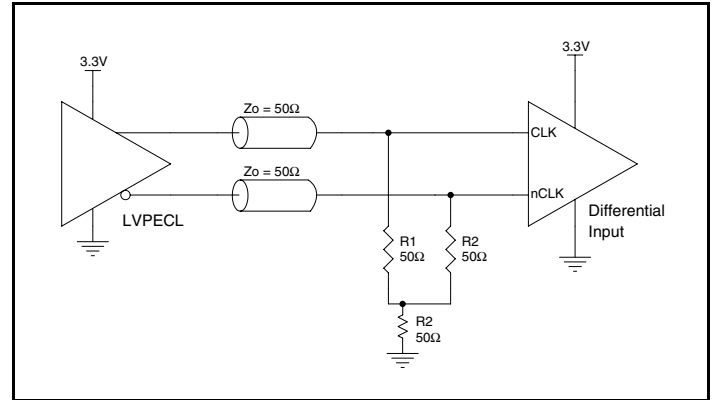 3.3V
3.3V
Zo = 50Ω
CLK
Zo = 50Ω
nCLK
LVPECL
Differential
Input
R1
50Ω
R2
50Ω
R2
50Ω